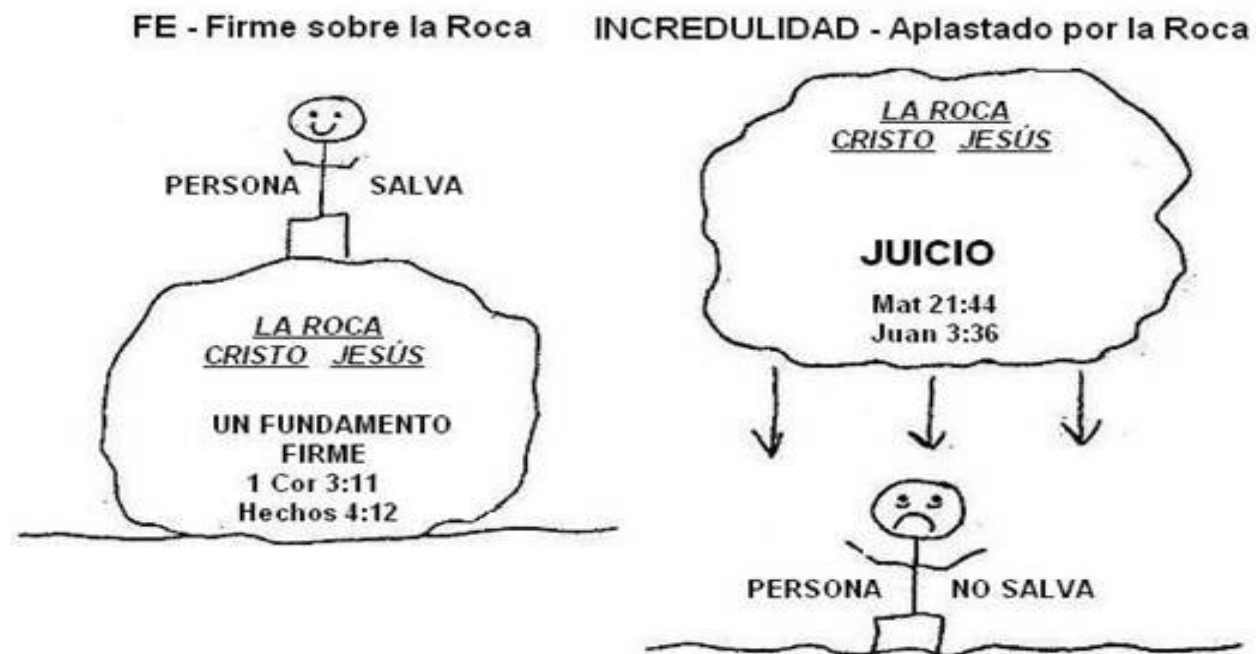 FE - Firme sobre la Roca
PERSONA SALVA
LA ROCA
CRISTO JESÚS
UN FUNDAMENTO
FIRME
1 Cor 3:11
Hechos 4:12
INCREDULIDAD - Aplastado por la Roca
LA ROCA
CRISTO JESÚS
JUICIO
Mat 21:44
Juan 3:36
PERSONA NO SALVA